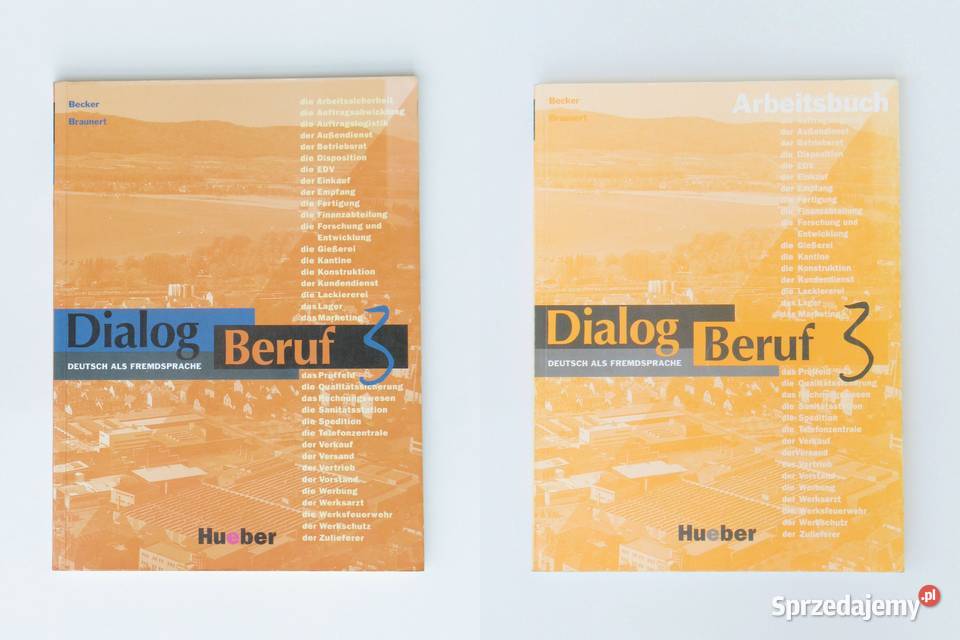 Becker
Braunert
die Arbeitssicherheit
die Auftragsabwicklung
die Auftragslogistik
der Außendienst
der Betriebsrat
die Disposition
die EDV
der Einkauf
der Empfang
die Fertigung
die Finanzabteilung
die Forschung und
Entwicklung
die Gießerei
die Kantine
die Konstruktion
der Kundendienst
die Lackiererei
das Lager
das Marketing
Dialog
Beruf 3
DEUTSCH ALS FREMDSPRACHE
das Prüffeld
die Qualitätssicherung
das Rechnungswesen
die Sanitätsstation
die Spedition
die Telefonzentrale
der Verkauf
der Versand
der Vertrieb
der Vorstand
die Werbung
der Werksarzt
die Werksfeuerwehr
der Werkschutz
der Zulieferer
Hueber
Becker
Braunert
Arbeitsbuch
der Außendienst
der Betriebsrat
die Disposition
die EDV
der Einkauf
der Empfang
die Fertigung
die Finanzabteilung
die Forschung und
Entwicklung
die Gießerei
die Kantine
die Konstruktion
der Kundendienst
die Lackiererei
das Lager
das Marketing
Dialog
Beruf 3
DEUTSCH ALS FREMDSPRACHE
das Prüffeld
die Qualitätssicherung
das Rechnungswesen
die Sanitätsstation
die Spedition
die Telefonzentrale
der Verkauf
der Versand
der Vertrieb
der Vorstand
die Werbung
der Werksarzt
die Werksfeuerwehr
der Werkschutz
der Zulieferer
Hueber
Sprzedajemy.pl